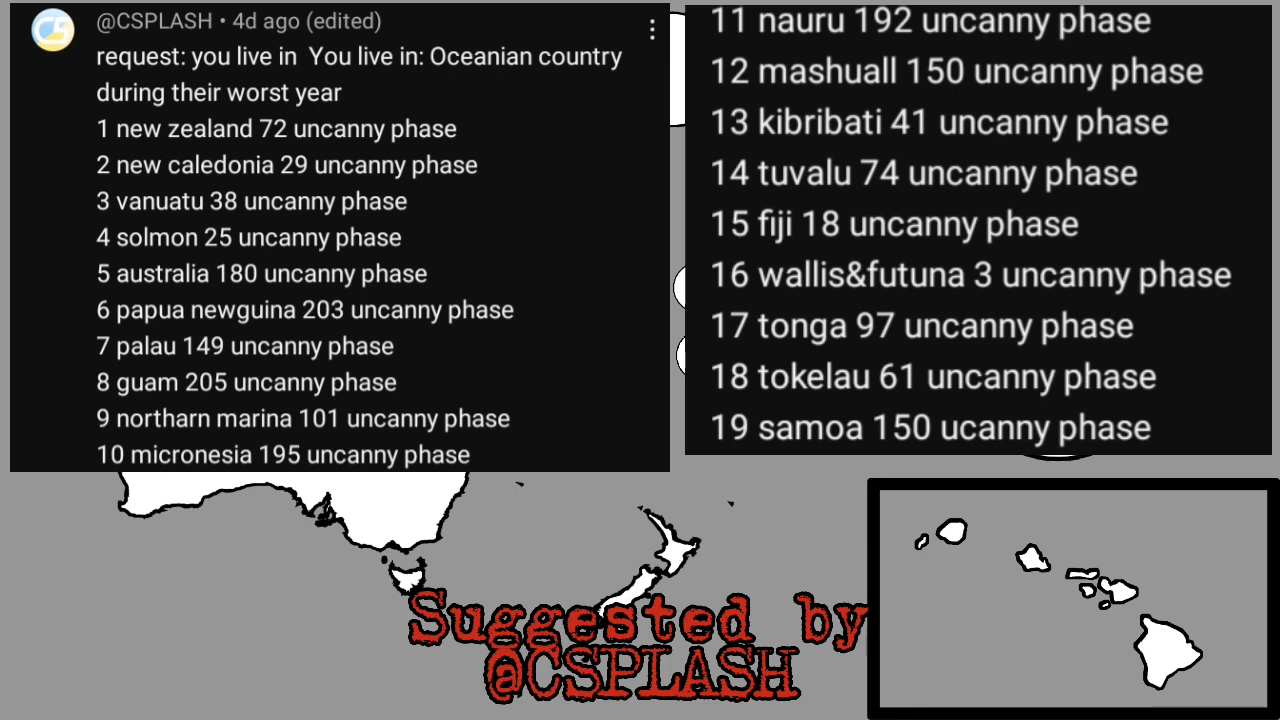 @CSPLASH • 4d ago (edited)
request: you live in  You live in: Oceanian country
during their worst year
1 new zealand 72 uncanny phase
2 new caledonia 29 uncanny phase
3 vanuatu 38 uncanny phase
4 solmon 25 uncanny phase
5 australia 180 uncanny phase
6 papua newguina 203 uncanny phase
7 palau 149 uncanny phase
8 guam 205 uncanny phase
9 northarn marina 101 uncanny phase
10 micronesia 195 uncanny phase
11 nauru 192 uncanny phase
12 mashuall 150 uncanny phase
13 kibribati 41 uncanny phase
14 tuvalu 74 uncanny phase
15 fiji 18 uncanny phase
16 wallis&futuna 3 uncanny phase
17 tonga 97 uncanny phase
18 tokelau 61 uncanny phase
19 samoa 150 ucanny phase
Suggested by
@CSPLASH